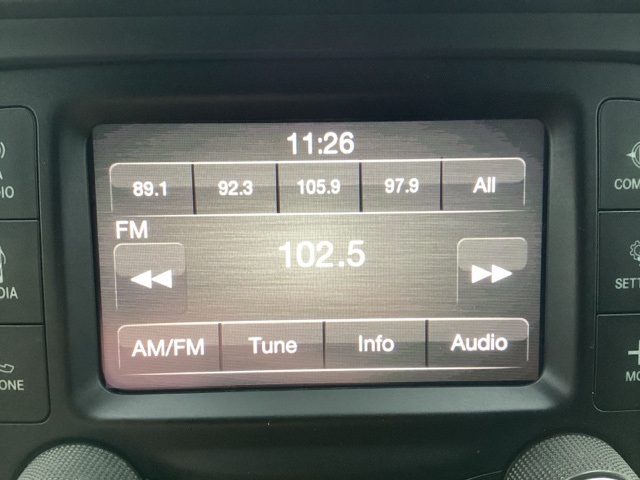 11:26
89.1 92.3 105.9 97.9 All
FM
102.5
AM/FM Tune Info Audio